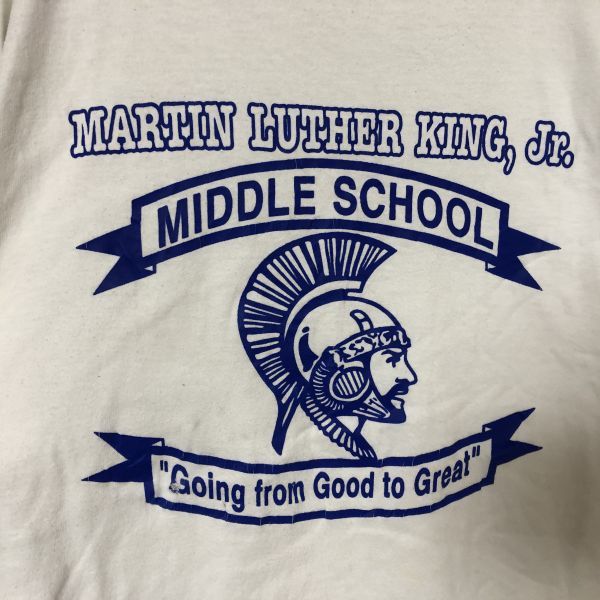 MARTIN LUTHER KING, Jr.
MIDDLE SCHOOL
"Going from Good to Great"